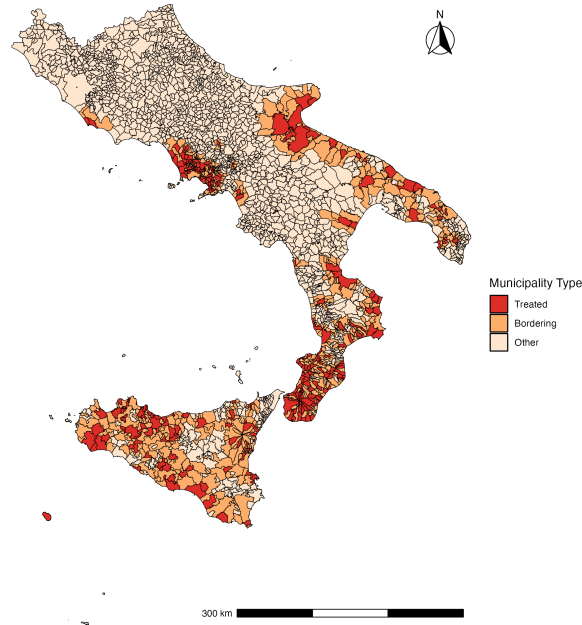 N
Municipality Type
Treated
Bordering
Other
300 km